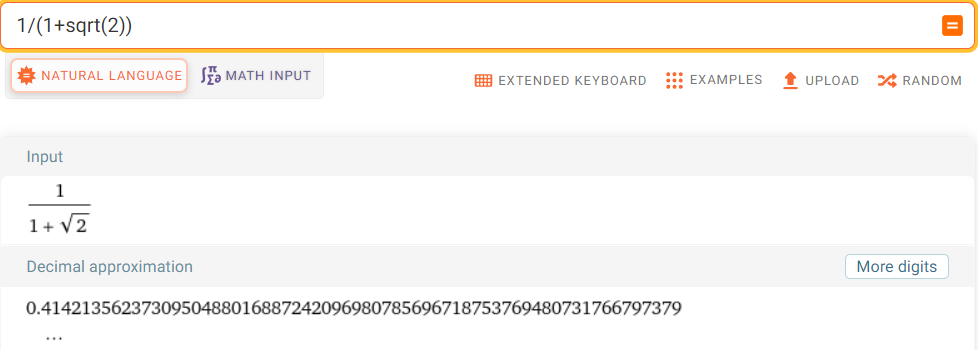 1/(1+sqrt(2))
NATURAL LANGUAGE
∫Σ∂π MATH INPUT
EXTENDED KEYBOARD
EXAMPLES
UPLOAD
RANDOM
Input
1
1 + √2
Decimal approximation
More digits
0.4142135623730950488016887242096980785696718753769480731766797379
...